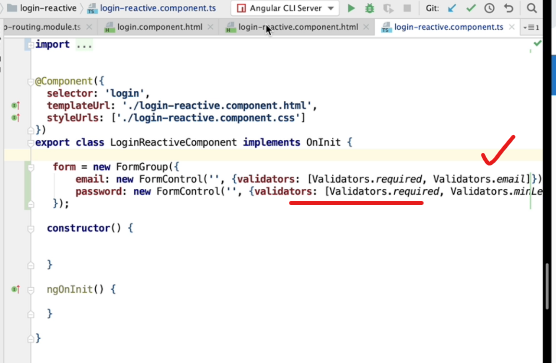 login-reactive login-reactive.component.ts Angular CLI Server Git:
p-routing.module.ts login.component.html login-reactive.component.html login-reactive.component.ts
import ...
@Component({
selector: 'login',
templateUrl: './login-reactive.component.html',
styleUrls: ['./login-reactive.component.css']
})
export class LoginReactiveComponent implements OnInit {
form = new FormGroup({
email: new FormControl('', {validators: [Validators.required, Validators.email]})
password: new FormControl('', {validators: [Validators.required, Validators.minLe
});
constructor() {
}
ngOnInit() {
}
}